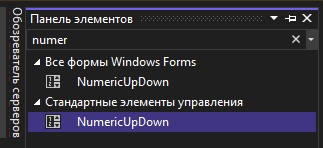 Обозреватель серверов
Панель элементов
numer
Все формы Windows Forms
NumericUpDown
Стандартные элементы управления
NumericUpDown